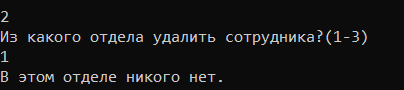 2
Из какого отдела удалить сотрудника?(1-3)
1
В этом отделе никого нет.